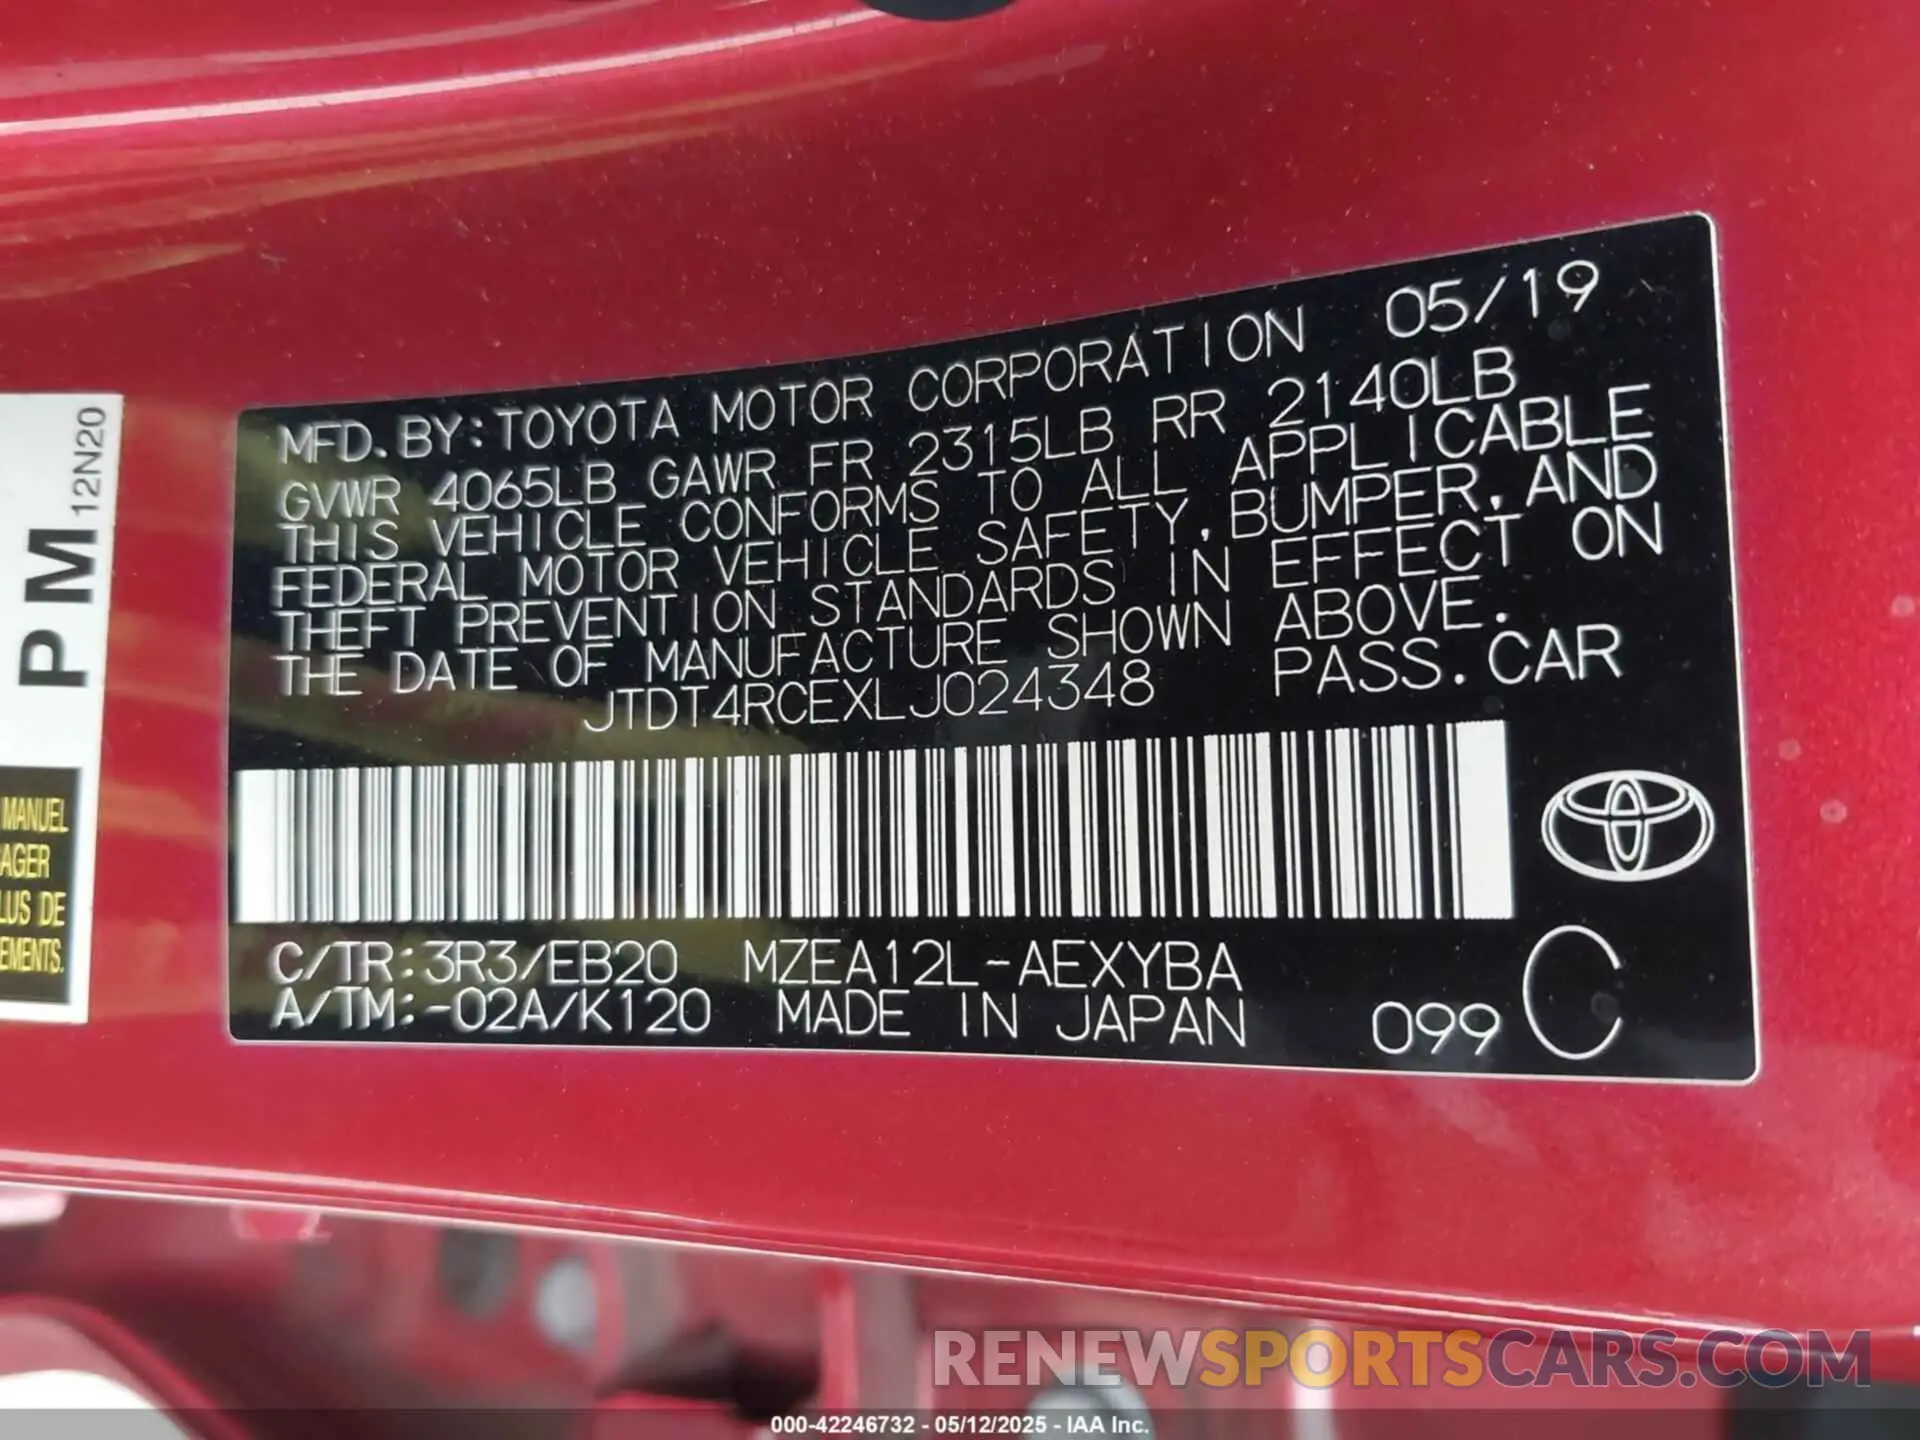 MFD. BY: TOYOTA MOTOR CORPORATION 05/19
GVWR 4065LB GAWR FR 2315LB RR 2140LB
THIS VEHICLE CONFORMS TO ALL APPLICABLE
FEDERAL MOTOR VEHICLE SAFETY, BUMPER, AND
THEFT PREVENTION STANDARDS IN EFFECT ON
THE DATE OF MANUFACTURE SHOWN ABOVE.
JTDT4RCEXLJ024348 PASS. CAR
C/TR: 3R3/EB20 MZEA12L-AEXYBA
A/TM: -02A/K120 MADE IN JAPAN 099 C
PM
12N20
MANUEL
AGER
LUS DE
EMENTS.
RENEWSPORTSCARS.COM
000-42246732 - 05/12/2025 - IAA Inc.